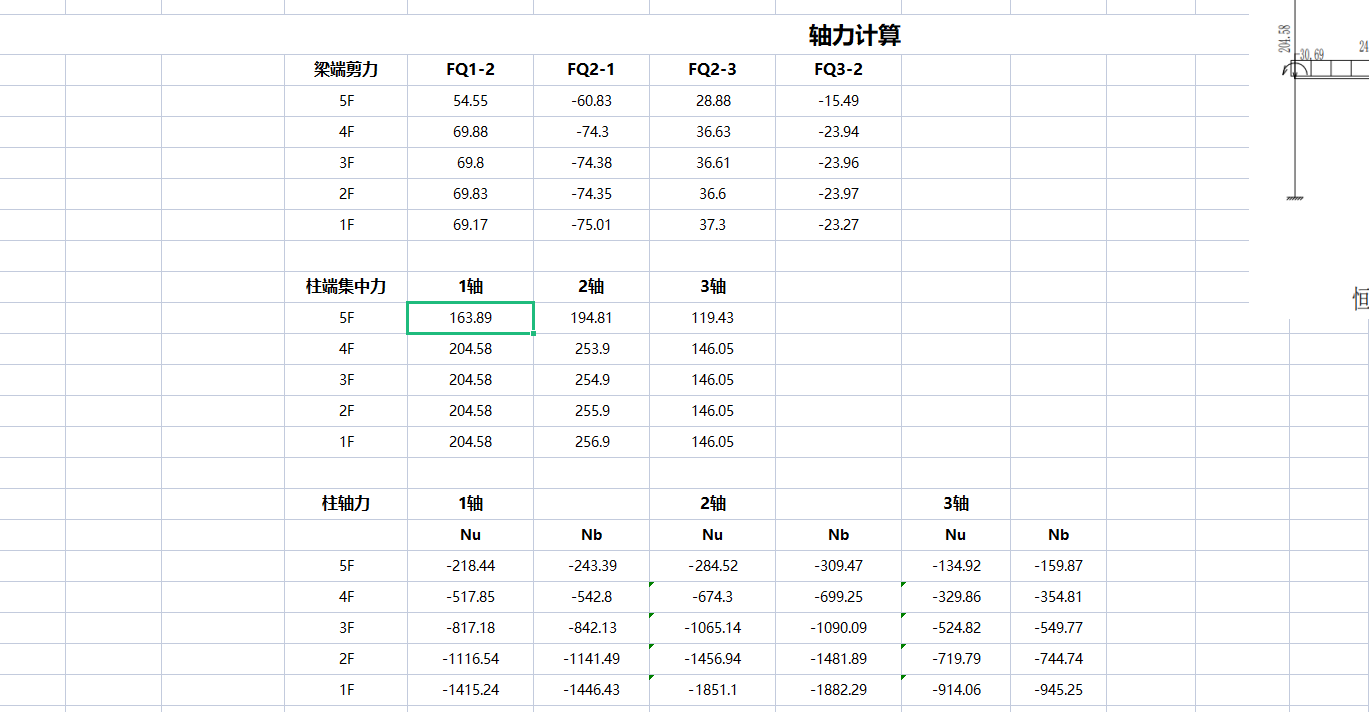 轴力计算
204.58
30.69
24
梁端剪力 FQ1-2 FQ2-1 FQ2-3 FQ3-2
5F 54.55 -60.83 28.88 -15.49
4F 69.88 -74.3 36.63 -23.94
3F 69.8 -74.38 36.61 -23.96
2F 69.83 -74.35 36.6 -23.97
1F 69.17 -75.01 37.3 -23.27
柱端集中力 1轴 2轴 3轴
恒
5F 163.89 194.81 119.43
4F 204.58 253.9 146.05
3F 204.58 254.9 146.05
2F 204.58 255.9 146.05
1F 204.58 256.9 146.05
柱轴力 1轴 2轴 3轴
Nu Nb Nu Nb Nu Nb
5F -218.44 -243.39 -284.52 -309.47 -134.92 -159.87
4F -517.85 -542.8 -674.3 -699.25 -329.86 -354.81
3F -817.18 -842.13 -1065.14 -1090.09 -524.82 -549.77
2F -1116.54 -1141.49 -1456.94 -1481.89 -719.79 -744.74
1F -1415.24 -1446.43 -1851.1 -1882.29 -914.06 -945.25